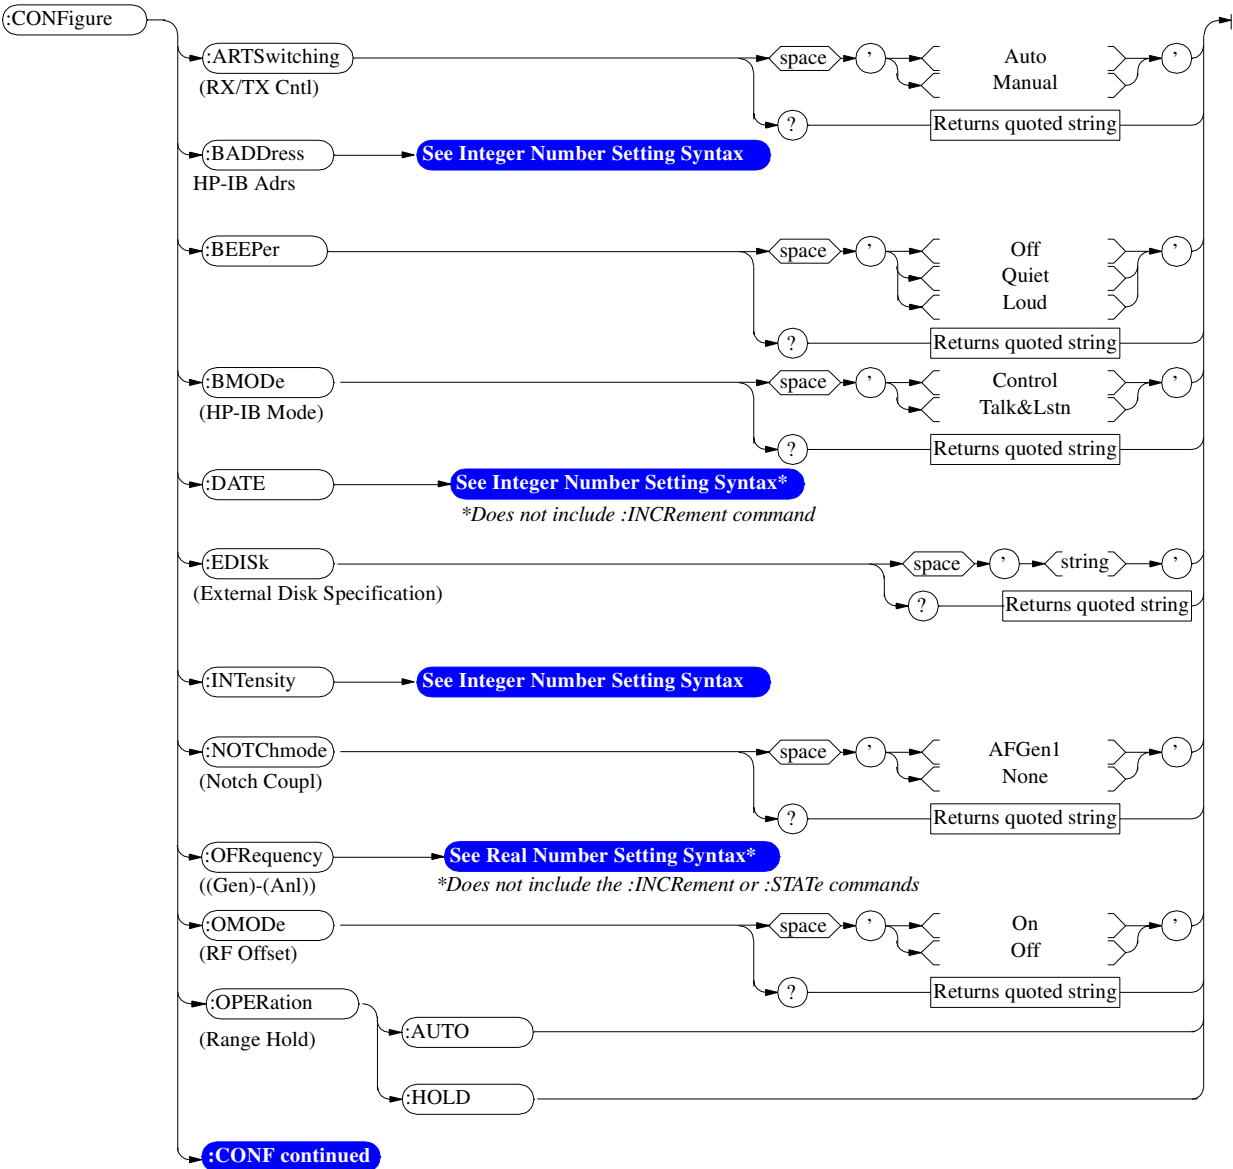 :CONFigure
:ARTSwitching
(RX/TX Cntl)
space
'
Auto
Manual
'
?
Returns quoted string
:BADDress
HP-IB Adrs
See Integer Number Setting Syntax
:BEEPer
space
'
Off
Quiet
Loud
'
?
Returns quoted string
:BMODe
(HP-IB Mode)
space
'
Control
Talk&Lstn
'
?
Returns quoted string
:DATE
See Integer Number Setting Syntax*
*Does not include :INCRement command
:EDISk
(External Disk Specification)
space
'
string
'
?
Returns quoted string
:INTensity
See Integer Number Setting Syntax
:NOTChmode
(Notch Coupl)
space
'
AFGen1
None
'
?
Returns quoted string
:OFRequency
((Gen)-(Anl))
See Real Number Setting Syntax*
*Does not include the :INCRement or :STATe commands
:OMODe
(RF Offset)
space
'
On
Off
'
?
Returns quoted string
:OPERation
(Range Hold)
:AUTO
:HOLD
:CONF continued